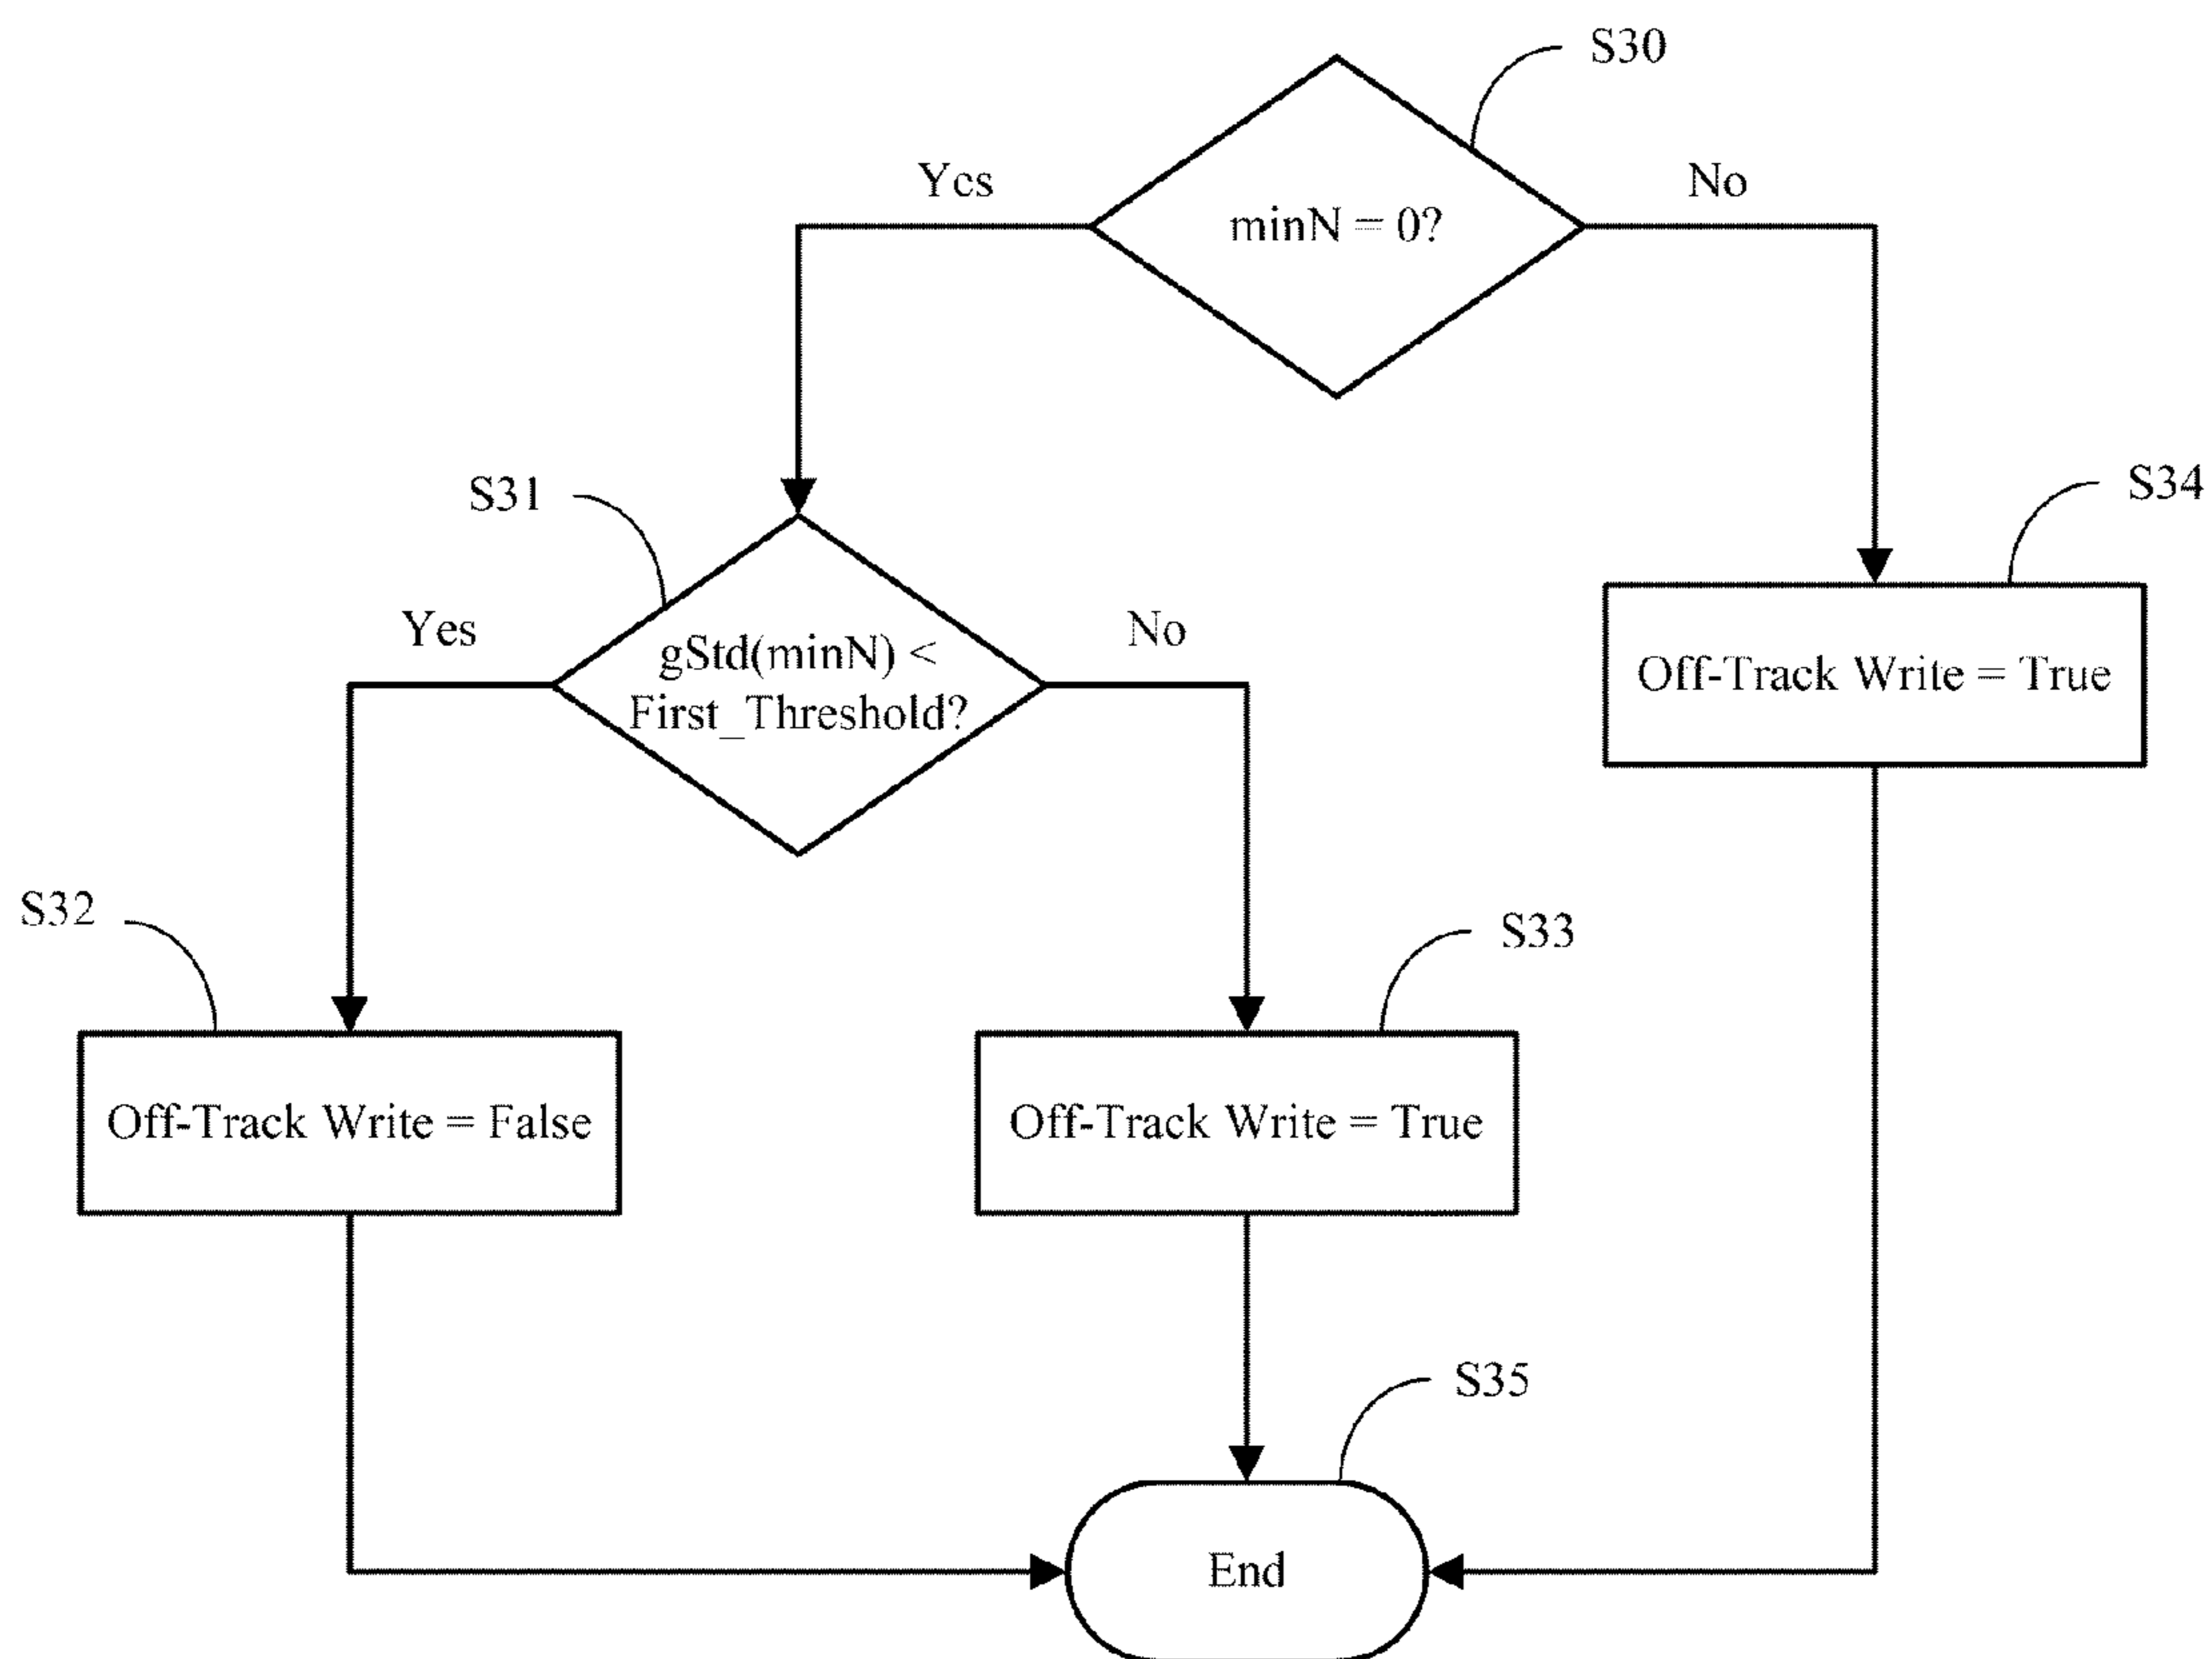 S30
Yes
No
minN = 0?
S31
S34
Yes
No
gStd(minN) <
First_Threshold?
Off-Track Write = True
S32
S33
Off-Track Write = False
Off-Track Write = True
S35
End